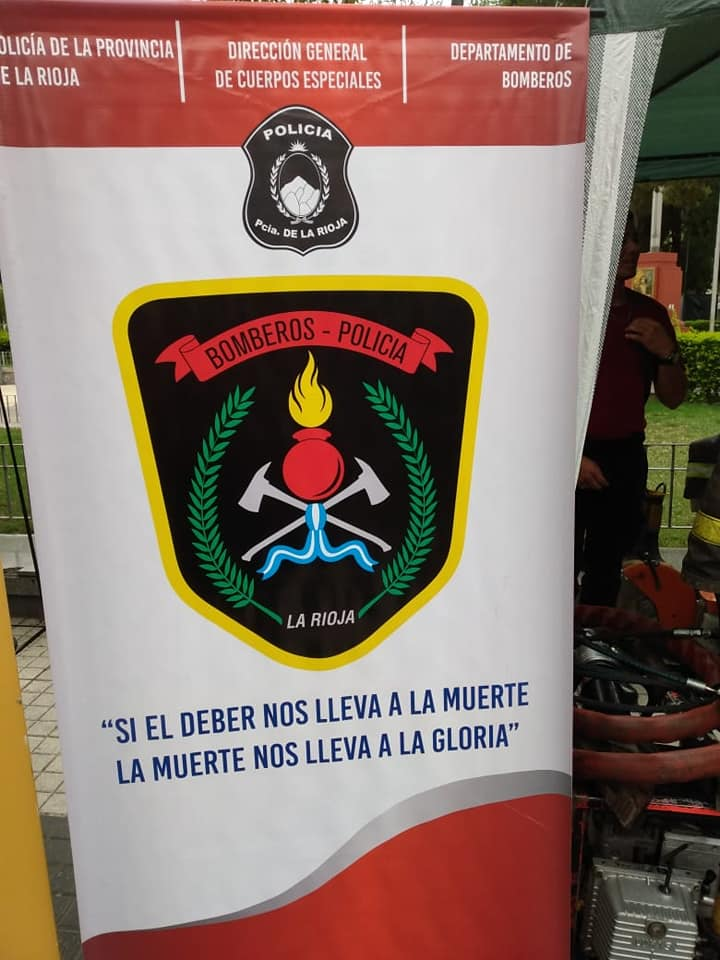 OLICÍA DE LA PROVINCIA
E LA RIOJA
DIRECCIÓN GENERAL
DE CUERPOS ESPECIALES
DEPARTAMENTO DE
BOMBEROS
POLICIA
Pcia. DE LA RIOJA
BOMBEROS - POLICIA
LA RIOJA
“SI EL DEBER NOS LLEVA A LA MUERTE
LA MUERTE NOS LLEVA A LA GLORIA”